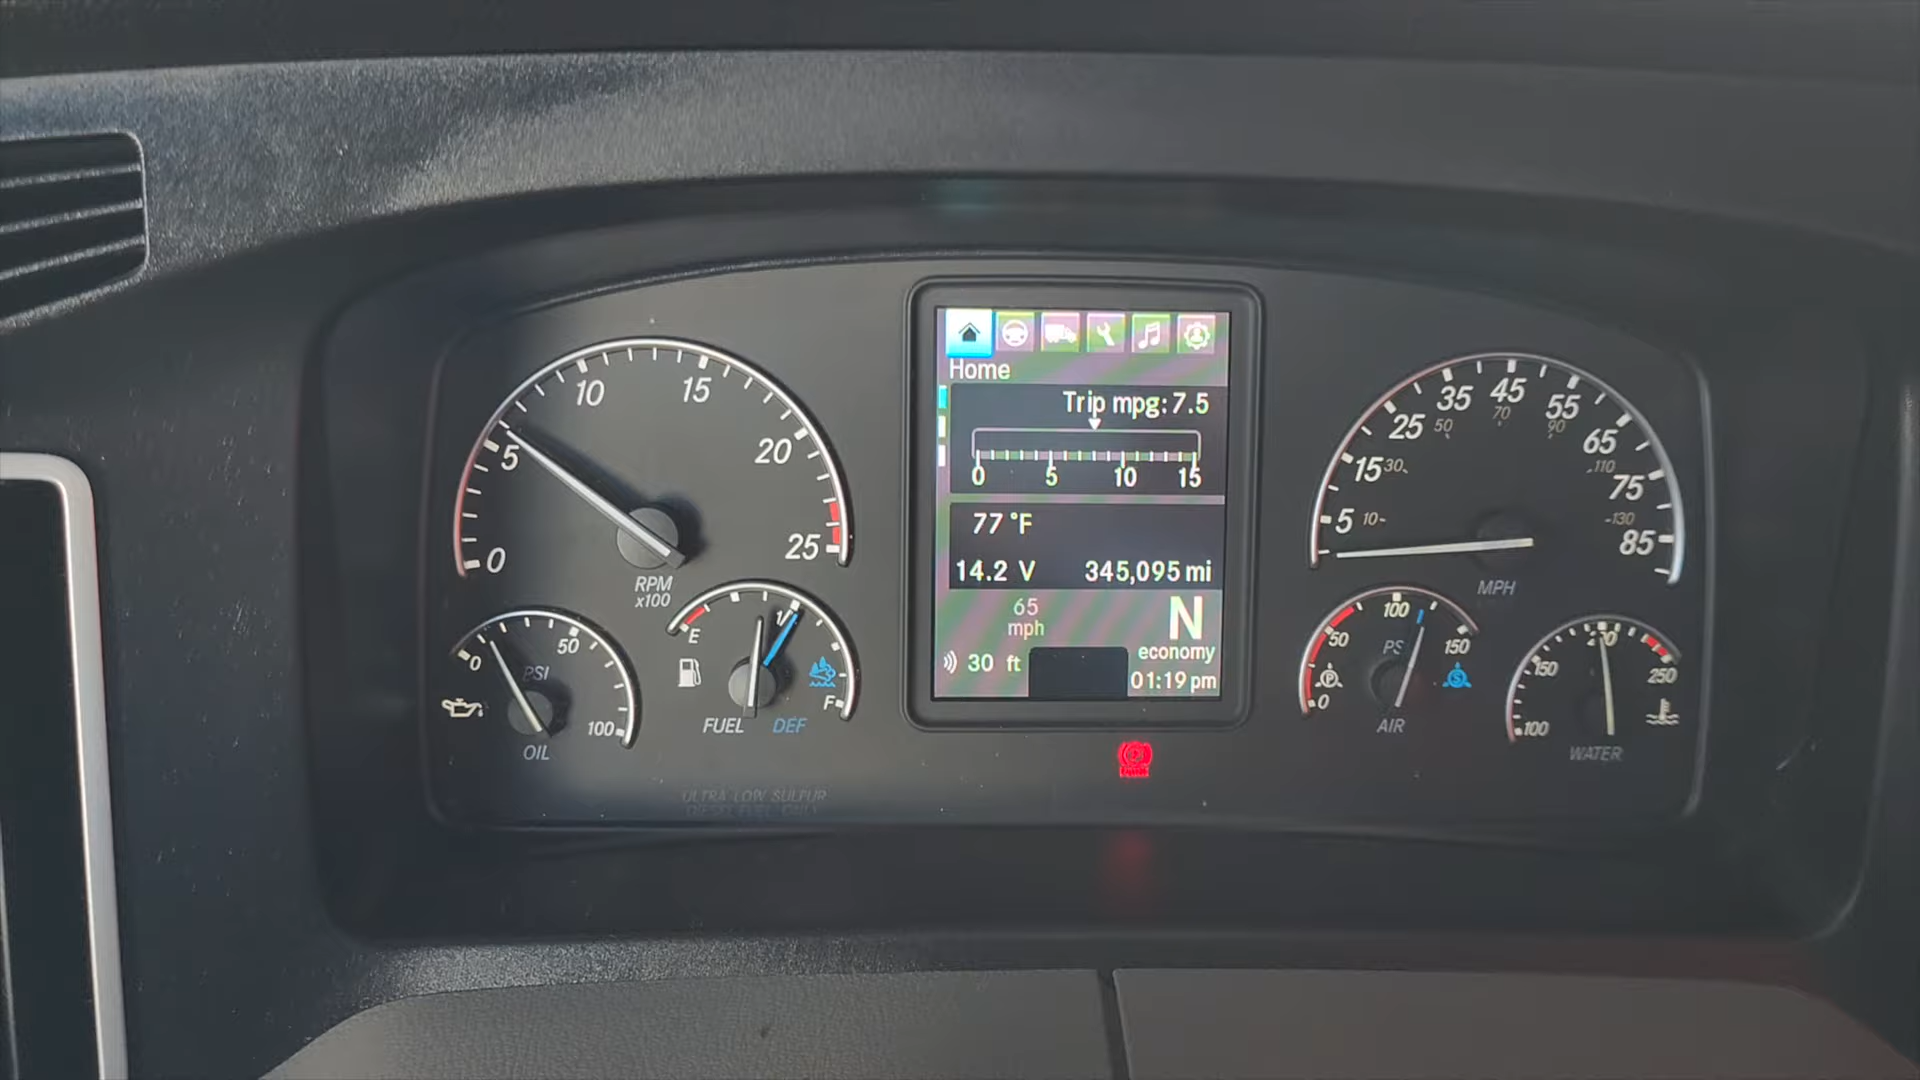 10
15
5
20
0
25
RPM
x100
0
50
PSI
100
OIL
E
F
FUEL DEF
ULTRA LOW SULFUR
DIESEL FUEL ONLY
Home
Trip mpg: 7.5
0 5 10 15
77 °F
14.2 V 345,095 mi
65
mph
N
economy
30 ft
01:19 pm
5 15 25 35 45 55 65 75 85
10 30 50 70 90 110 130
MPH
0 50 100 150
P
S
AIR
100 150 250
WATER